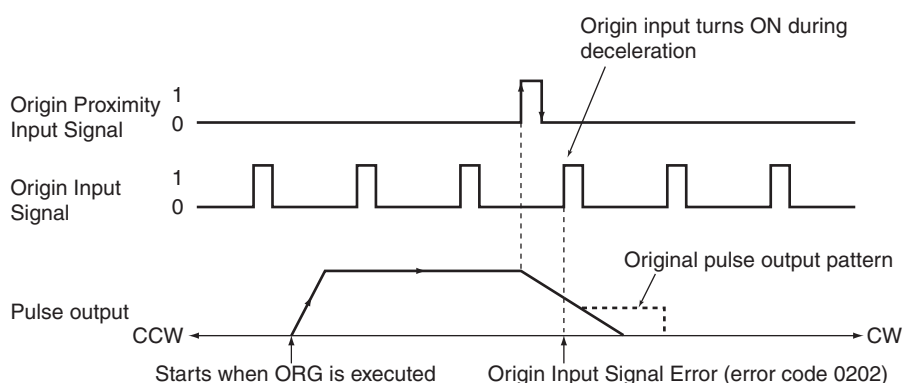 Origin input turns ON during
deceleration
Origin Proximity
Input Signal
1
0
Origin Input
Signal
1
0
Original pulse output pattern
Pulse output
CCW
CW
Starts when ORG is executed
Origin Input Signal Error (error code 0202)